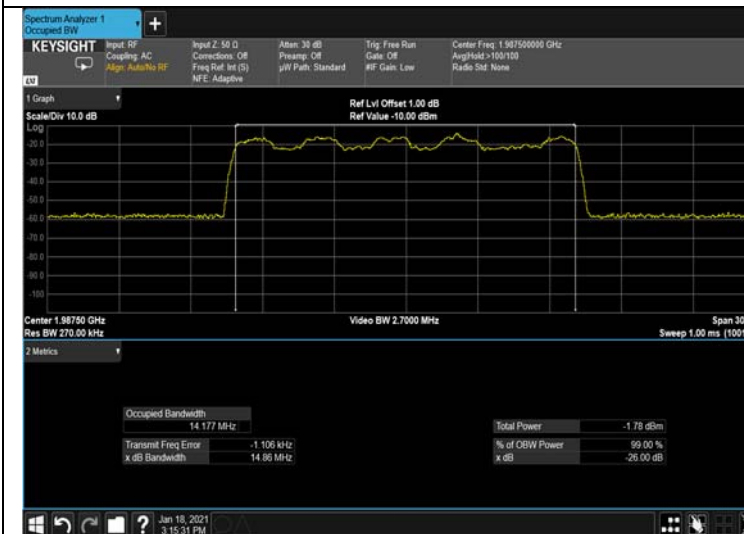 Spectrum Analyzer 1
Occupied BW
KEYSIGHT
Input: RF
Coupling: AC
Align: Auto/No RF
Input Z: 50 Ω
Corrections: Off
Freq Ref: Int (S)
NFE: Adaptive
Atten: 30 dB
Preamp: Off
µW Path: Standard
Trig: Free Run
Gate: Off
#IF Gain: Low
Center Freq: 1.987500000 GHz
Avg|Hold:>100/100
Radio Std: None
LXI
1 Graph
Scale/Div 10.0 dB
Ref Lvl Offset 1.00 dB
Ref Value -10.00 dBm
Log
-20.0
-30.0
-40.0
-50.0
-60.0
-70.0
-80.0
-90.0
-100
Center 1.98750 GHz
Res BW 270.00 kHz
Video BW 2.7000 MHz
Span 30
Sweep 1.00 ms (1001
2 Metrics
Occupied Bandwidth
14.177 MHz
Transmit Freq Error -1.106 kHz
x dB Bandwidth 14.86 MHz
Total Power -1.78 dBm
% of OBW Power 99.00 %
x dB -26.00 dB
Jan 18, 2021
3:15:31 PM